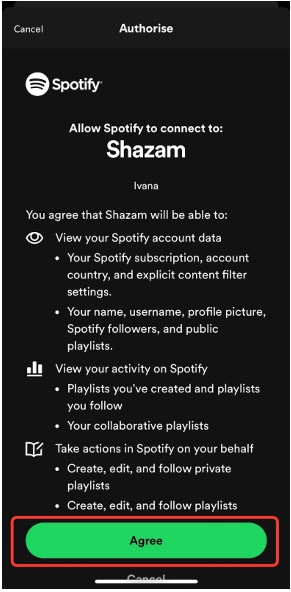 Cancel
Authorise
Spotify
Allow Spotify to connect to:
Shazam
Ivana
You agree that Shazam will be able to:
View your Spotify account data
• Your Spotify subscription, account
country, and explicit content filter
settings.
• Your name, username, profile picture,
Spotify followers, and public
playlists.
View your activity on Spotify
• Playlists you've created and playlists
you follow
• Your collaborative playlists
Take actions in Spotify on your behalf
• Create, edit, and follow private
playlists
• Create, edit, and follow playlists
Agree
Cancel